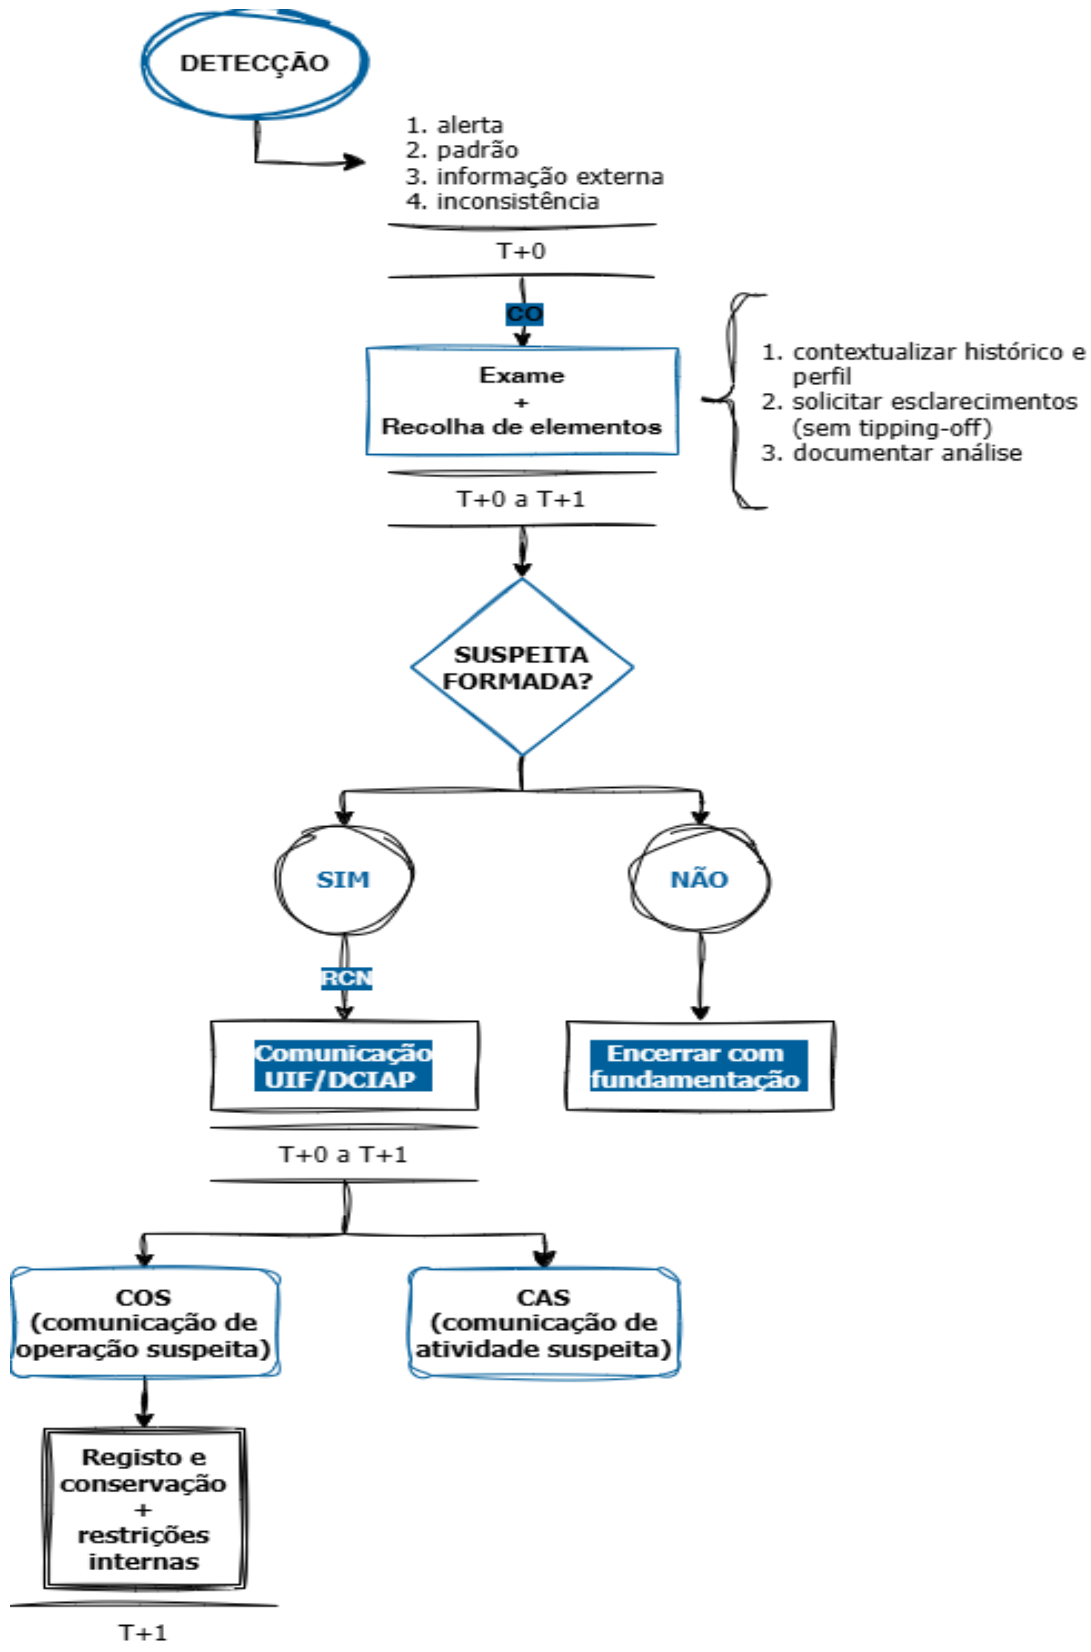 DETECÇÃO
1. alerta
2. padrão
3. informação externa
4. inconsistência
T+0
CO
Exame
+
Recolha de elementos
1. contextualizar histórico e
perfil
2. solicitar esclarecimentos
(sem tipping-off)
3. documentar análise
T+0 a T+1
SUSPEITA
FORMADA?
SIM
NÃO
RCN
Comunicação
UIF/DCIAP
Encerrar com
fundamentação
T+0 a T+1
COS
(comunicação de
operação suspeita)
CAS
(comunicação de
atividade suspeita)
Registo e
conservação
+
restrições
internas
T+1